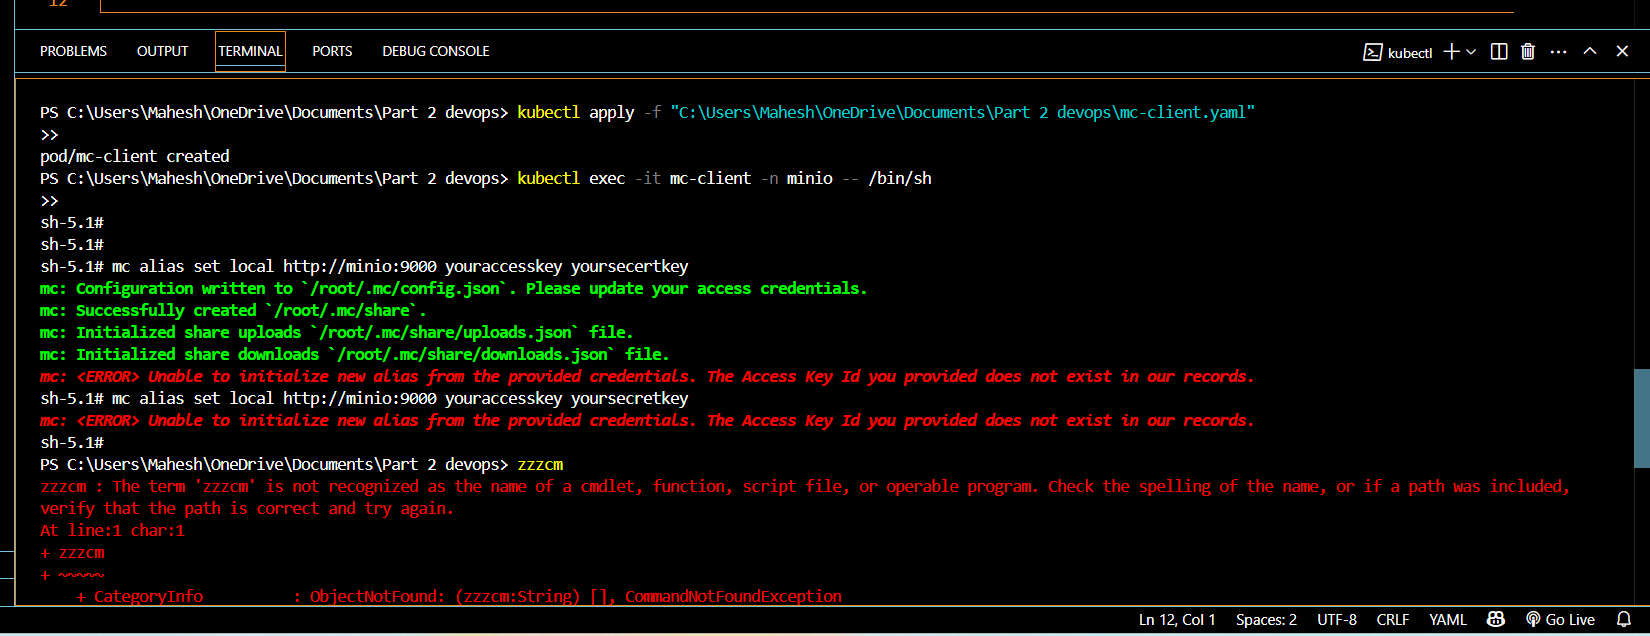 12
PROBLEMS OUTPUT TERMINAL PORTS DEBUG CONSOLE kubectl
PS C:\Users\Mahesh\OneDrive\Documents\Part 2 devops> kubectl apply -f "C:\Users\Mahesh\OneDrive\Documents\Part 2 devops\mc-client.yaml"
>>
pod/mc-client created
PS C:\Users\Mahesh\OneDrive\Documents\Part 2 devops> kubectl exec -it mc-client -n minio -- /bin/sh
>>
sh-5.1#
sh-5.1#
sh-5.1# mc alias set local http://minio:9000 youraccesskey yoursecertkey
mc: Configuration written to `/root/.mc/config.json`. Please update your access credentials.
mc: Successfully created `/root/.mc/share`.
mc: Initialized share uploads `/root/.mc/share/uploads.json` file.
mc: Initialized share downloads `/root/.mc/share/downloads.json` file.
mc: <ERROR> Unable to initialize new alias from the provided credentials. The Access Key Id you provided does not exist in our records.
sh-5.1# mc alias set local http://minio:9000 youraccesskey yoursecretkey
mc: <ERROR> Unable to initialize new alias from the provided credentials. The Access Key Id you provided does not exist in our records.
sh-5.1#
PS C:\Users\Mahesh\OneDrive\Documents\Part 2 devops> zzzcm
zzzcm : The term 'zzzcm' is not recognized as the name of a cmdlet, function, script file, or operable program. Check the spelling of the name, or if a path was included,
verify that the path is correct and try again.
At line:1 char:1
+ zzzcm
+ ~~~~~
    + CategoryInfo          : ObjectNotFound: (zzzcm:String) [], CommandNotFoundException
Ln 12, Col 1 Spaces: 2 UTF-8 CRLF YAML Go Live